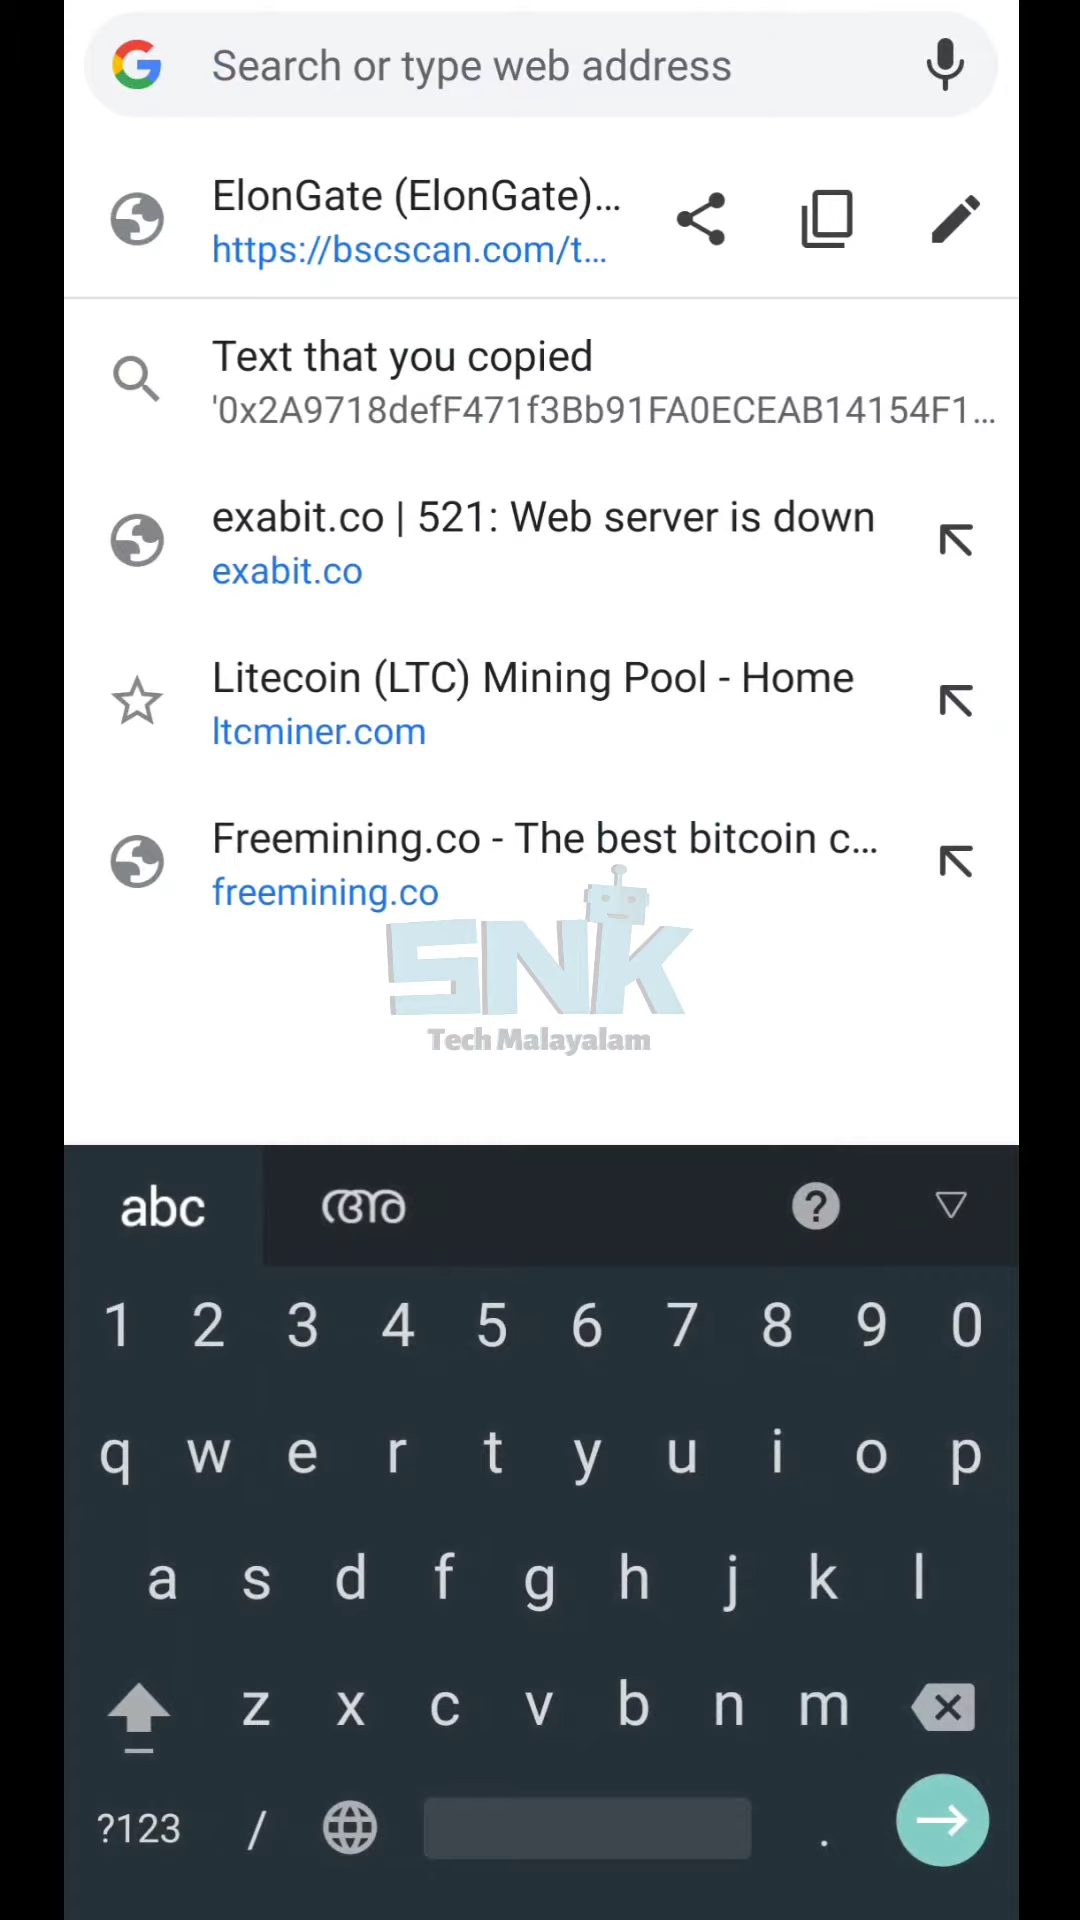 Search or type web address
ElonGate (ElonGate)...
https://bscscan.com/t...
Text that you copied
'0x2A9718defF471f3Bb91FA0ECEAB14154F1...
exabit.co | 521: Web server is down
exabit.co
Litecoin (LTC) Mining Pool - Home
ltcminer.com
Freemining.co - The best bitcoin c...
freemining.co
SNK
Tech Malayalam
abc അ ?
1 2 3 4 5 6 7 8 9 0
q w e r t y u i o p
a s d f g h j k l
z x c v b n m
?123 / .